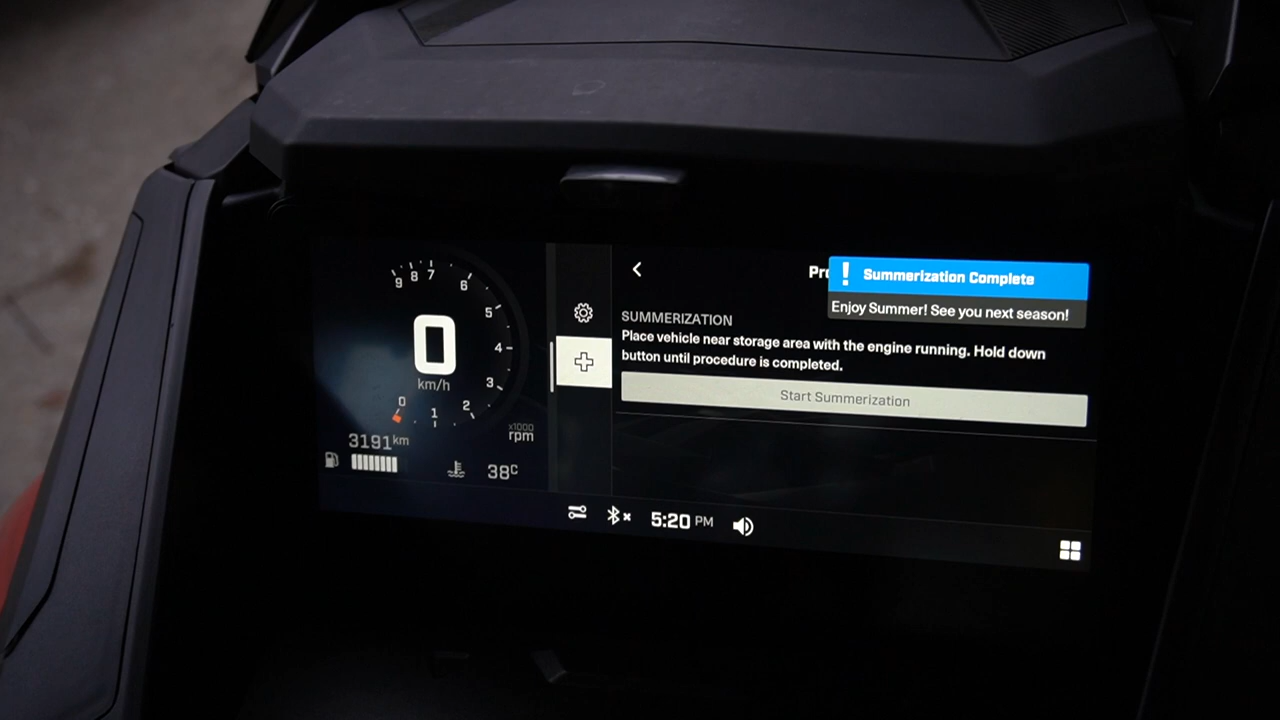 9
8
7
6
5
4
3
2
1
0
0
km/h
x1000
rpm
3191 km
38C
Summerization Complete
Enjoy Summer! See you next season!
SUMMERIZATION
Place vehicle near storage area with the engine running. Hold down
button until procedure is completed.
Start Summerization
5:20 PM